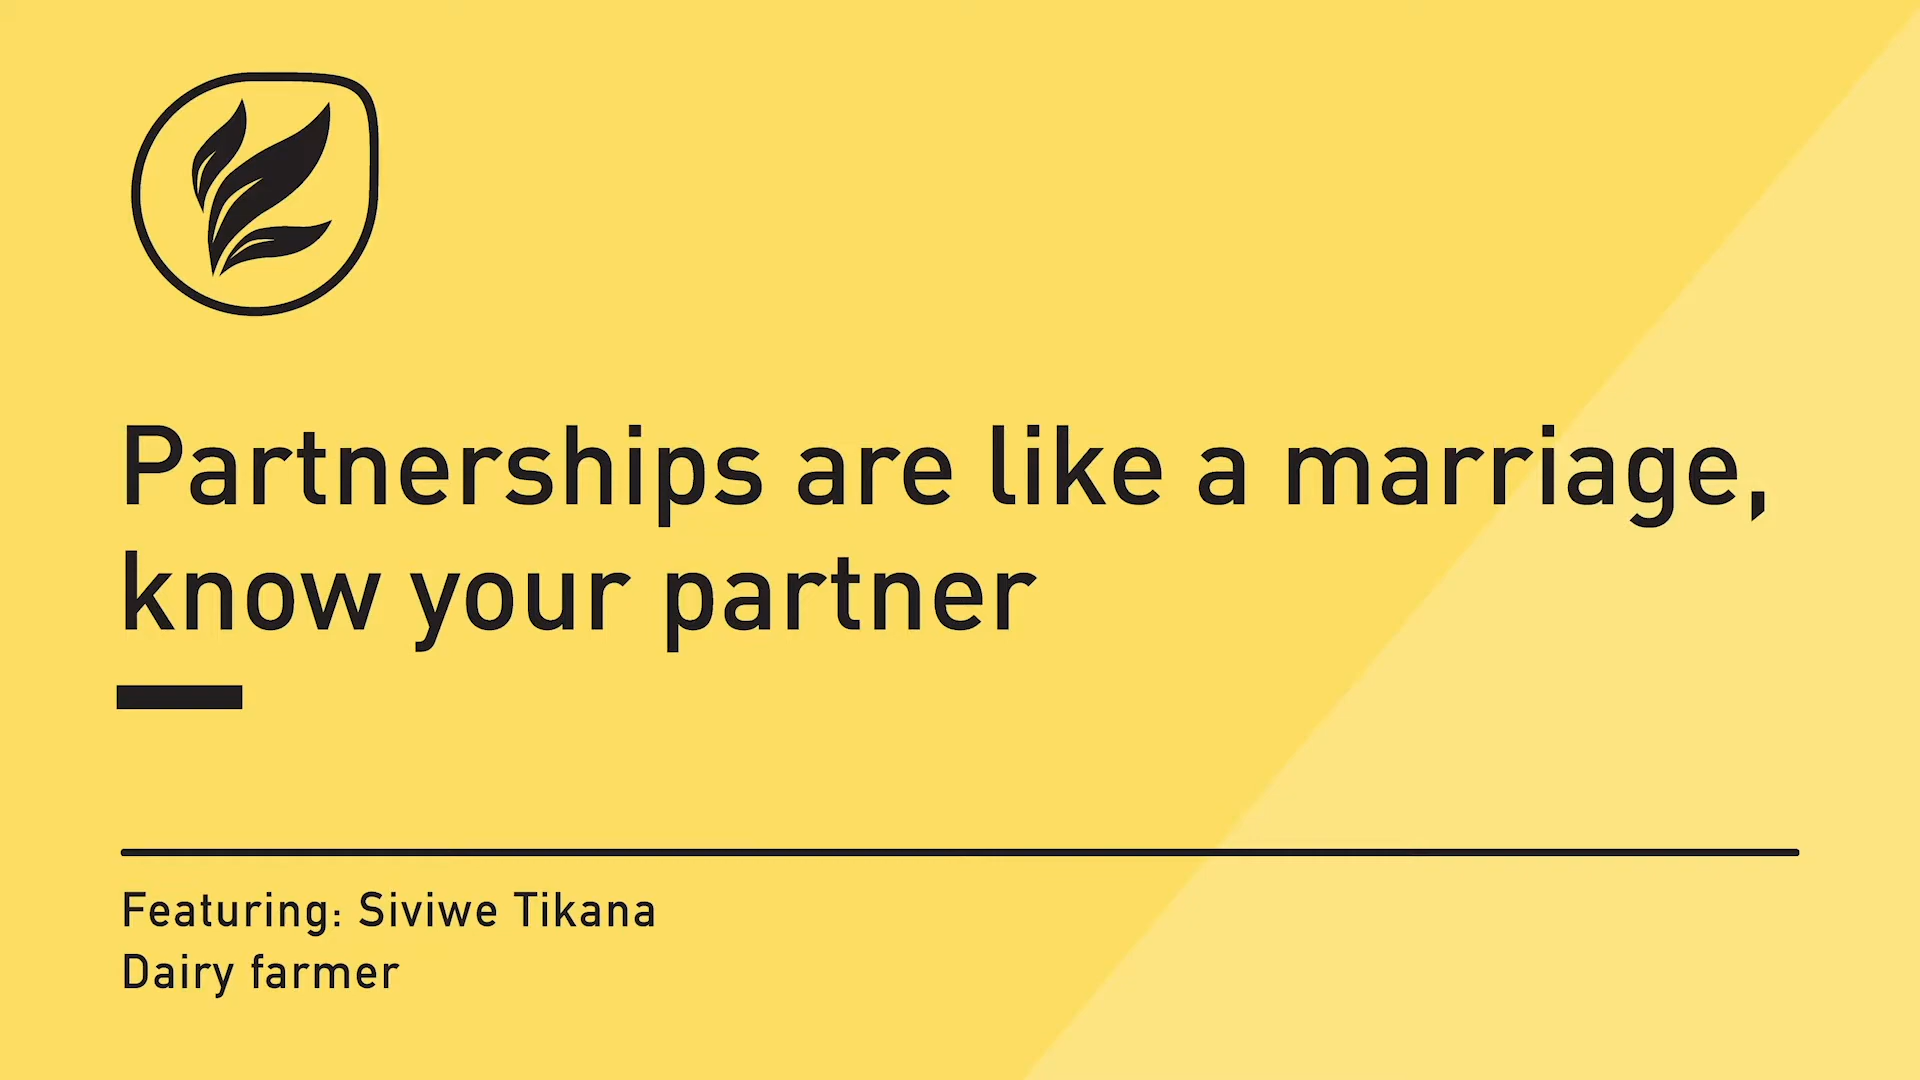 Partnerships are like a marriage,
know your partner
Featuring: Siviwe Tikana
Dairy farmer